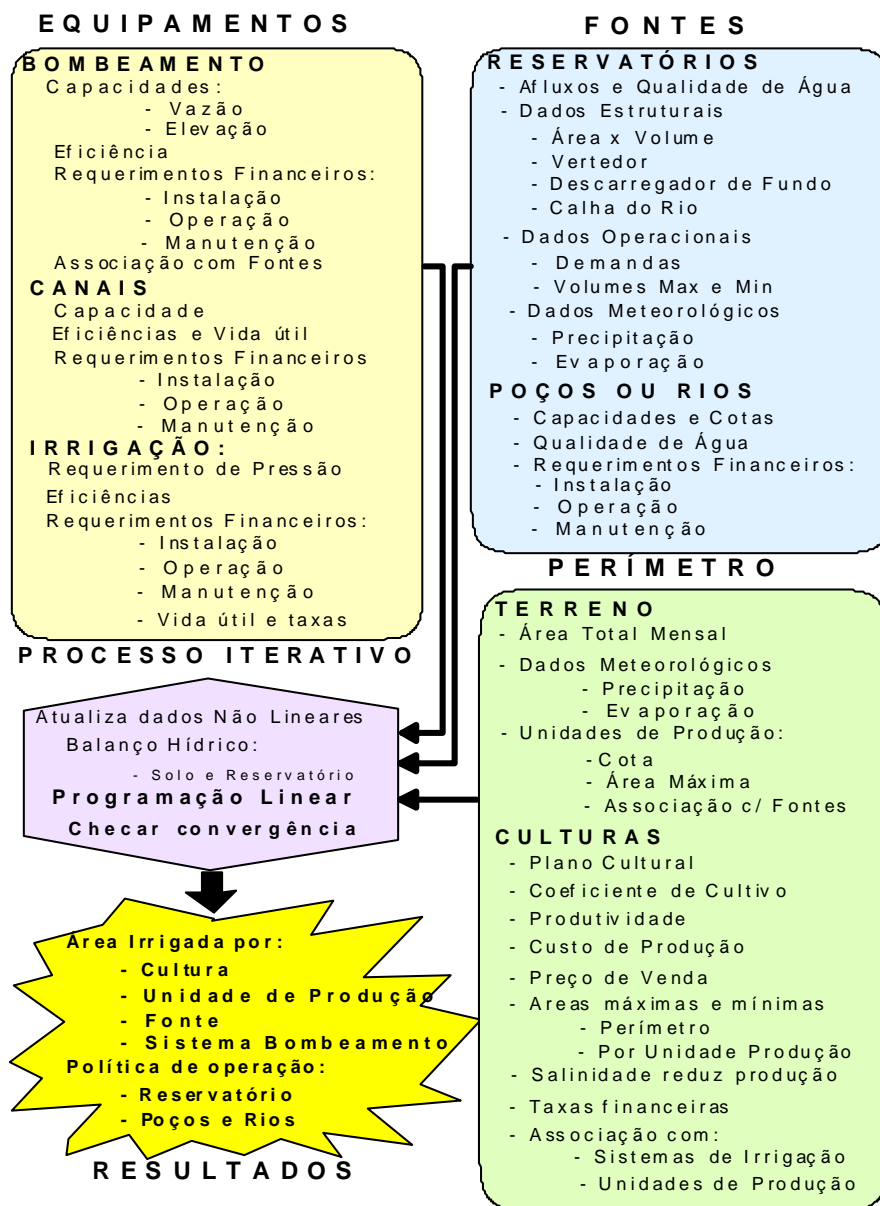 EQUIPAMENTOS
BOMBEAMENTO
Capacidades:
- Vazão
- Elevação
Eficiência
Requerimentos Financeiros:
- Instalação
- Operação
- Manutenção
Associação com Fontes
CANAIS
Capacidade
Eficiências e Vida útil
Requerimentos Financeiros
- Instalação
- Operação
- Manutenção
IRRIGAÇÃO:
Requerimento de Pressão
Eficiências
Requerimentos Financeiros:
- Instalação
- Operação
- Manutenção
- Vida útil e taxas
FONTES
RESERVATÓRIOS
- Afluxos e Qualidade de Água
- Dados Estruturais
- Área x Volume
- Vertedor
- Descarregador de Fundo
- Calha do Rio
- Dados Operacionais
- Demandas
- Volumes Max e Min
- Dados Meteorológicos
- Precipitação
- Evaporação
POÇOS OU RIOS
- Capacidades e Cotas
- Qualidade de Água
- Requerimentos Financeiros:
- Instalação
- Operação
- Manutenção
PERÍMETRO
TERRENO
- Área Total Mensal
- Dados Meteorológicos
- Precipitação
- Evaporação
- Unidades de Produção:
- Cota
- Área Máxima
- Associação c/ Fontes
CULTURAS
- Plano Cultural
- Coeficiente de Cultivo
- Produtividade
- Custo de Produção
- Preço de Venda
- Areas máximas e mínimas
- Perímetro
- Por Unidade Produção
- Salinidade reduz produção
- Taxas financeiras
- Associação com:
- Sistemas de Irrigação
- Unidades de Produção
PROCESSO ITERATIVO
Atualiza dados Não Lineares
Balanço Hídrico:
- Solo e Reservatório
Programação Linear
Checar convergência
Área Irrigada por:
- Cultura
- Unidade de Produção
- Fonte
- Sistema Bombeamento
Política de operação:
- Reservatório
- Poços e Rios
RESULTADOS